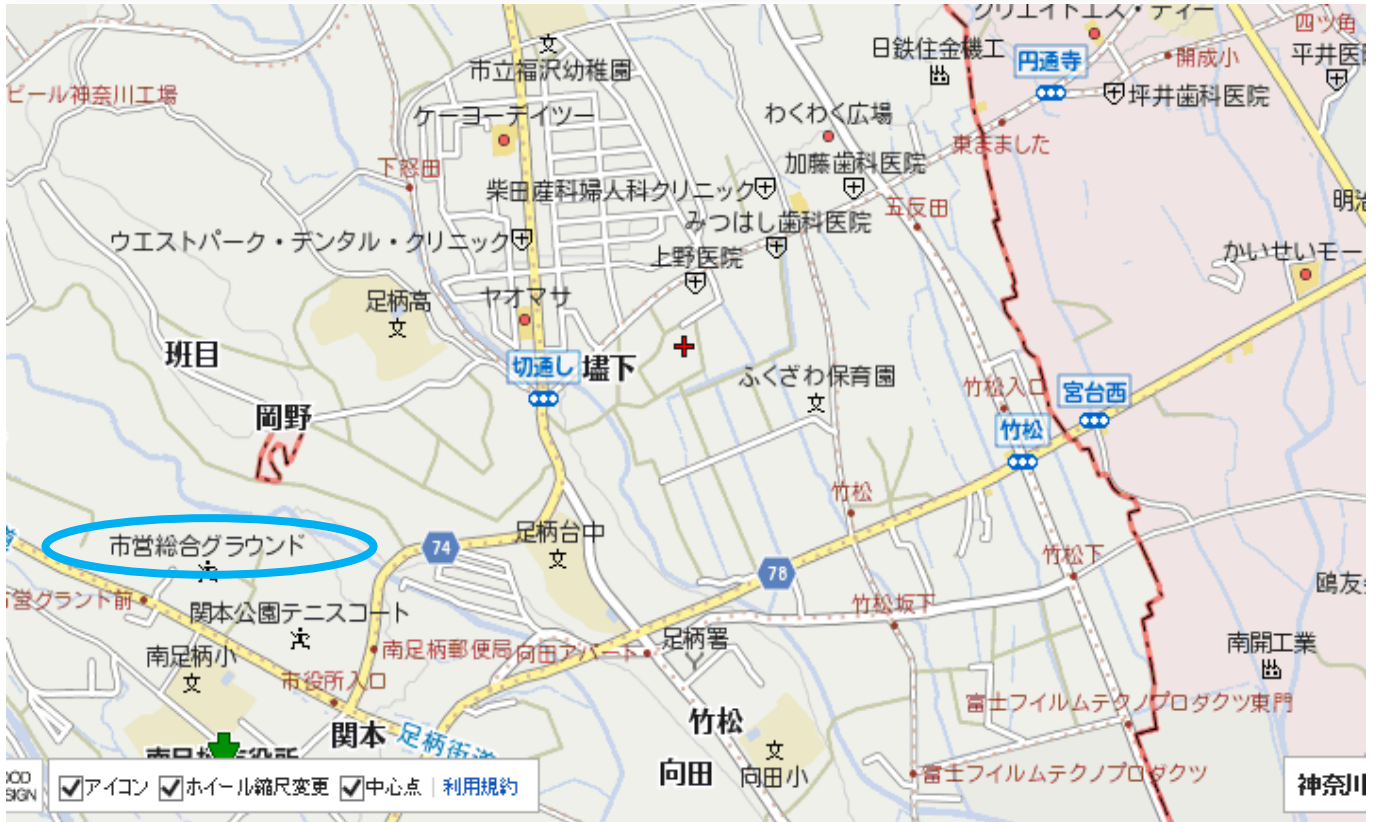 クリエイトエス・ディー
四ツ角
日鉄住金機工
円通寺
開成小
平井医
市立福沢幼稚園
ビール神奈川工場
坪井歯科医院
ケーヨーデイツー
わくわく広場
東ままました
下怒田
加藤歯科医院
柴田産科婦人科クリニック
明治
五反田
みつはし歯科医院
ウエストパーク・デンタル・クリニック
上野医院
かいせいモー
足柄高
ヤオマサ
班目
切通し
壗下
ふくざわ保育園
竹松入口
宮台西
岡野
竹松
竹松
市営総合グラウンド
74
足柄台中
竹松下
78
営グランド前
関本公園テニスコート
竹松坂下
鴎友
南足柄小
南足柄郵便局
向田アパート
足柄署
南開工業
市役所入口
富士フイルムテクノプロダクツ東門
関本
足柄街道
竹松
向田
向田小
富士フイルムテクノプロダクツ
アイコン
ホイール縮尺変更
中心点
利用規約
神奈川